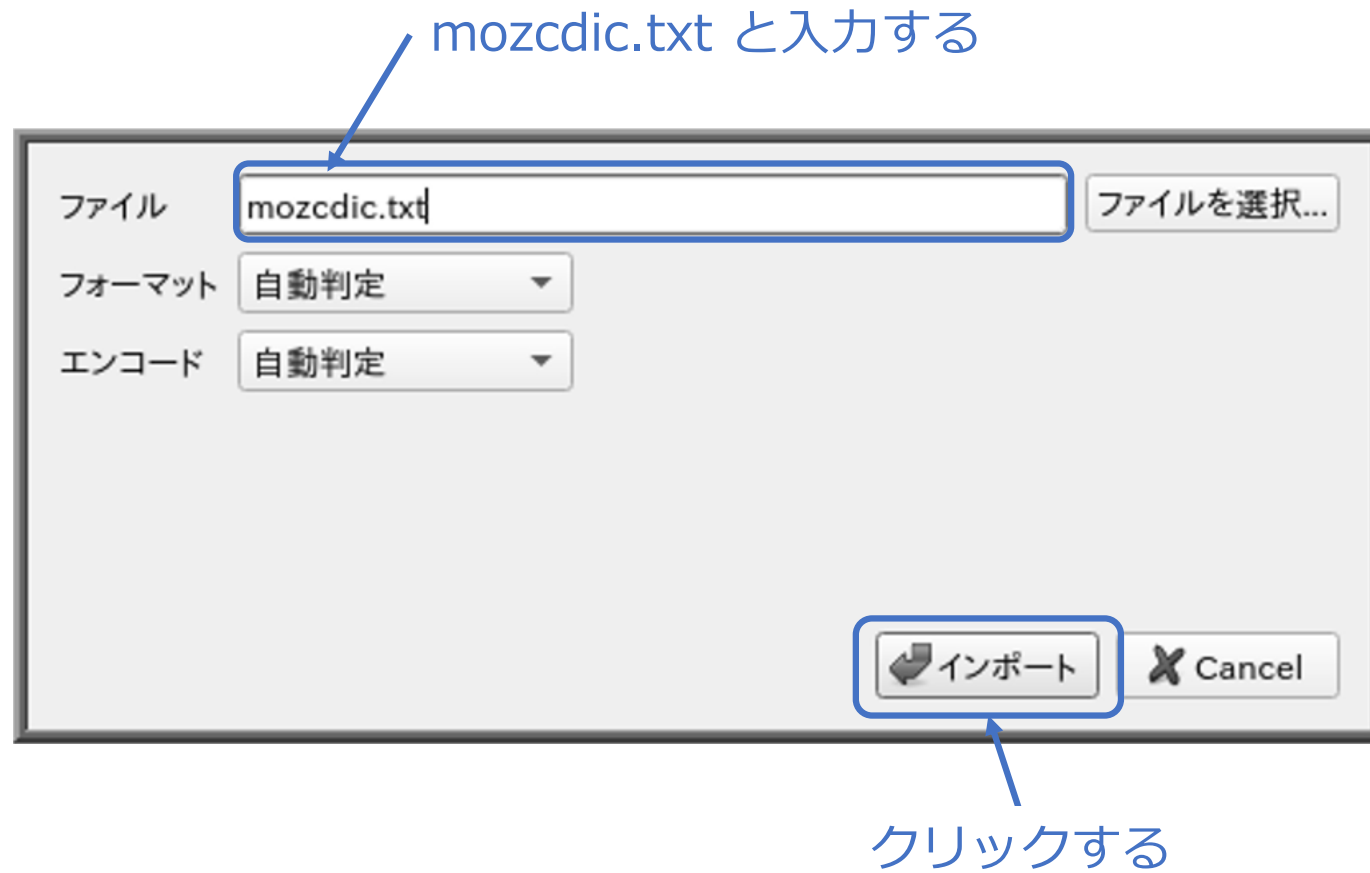 mozcdic.txt と入力する
ファイル mozcdic.txt ファイルを選択...
フォーマット 自動判定
エンコード 自動判定
インポート Cancel
クリックする